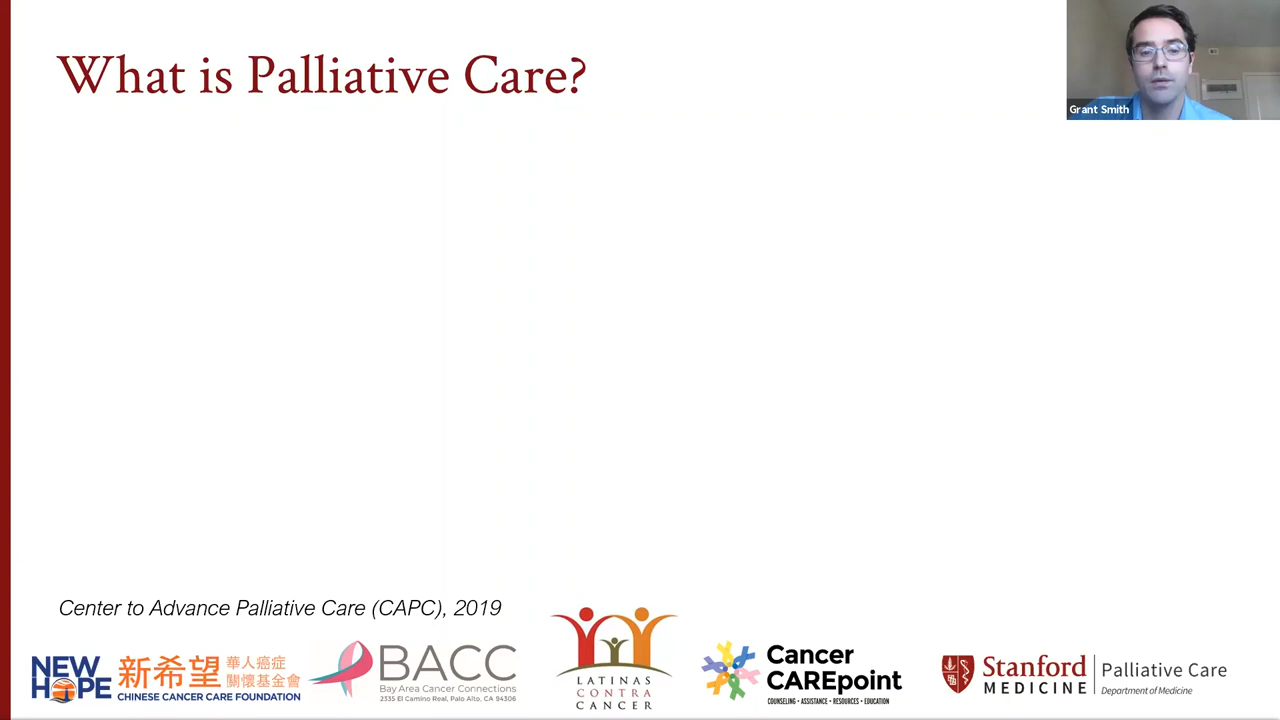 What is Palliative Care?
Grant Smith
Center to Advance Palliative Care (CAPC), 2019
NEW
HOPE
新希望
華人癌症
關懷基金會
CHINESE CANCER CARE FOUNDATION
BACC
Bay Area Cancer Connections
2335 El Camino Real, Palo Alto, CA 94306
LATINAS
CONTRA
CANCER
Cancer
CAREpoint
COUNSELING • ASSISTANCE • RESOURCES • EDUCATION
Stanford
MEDICINE
Palliative Care
Department of Medicine